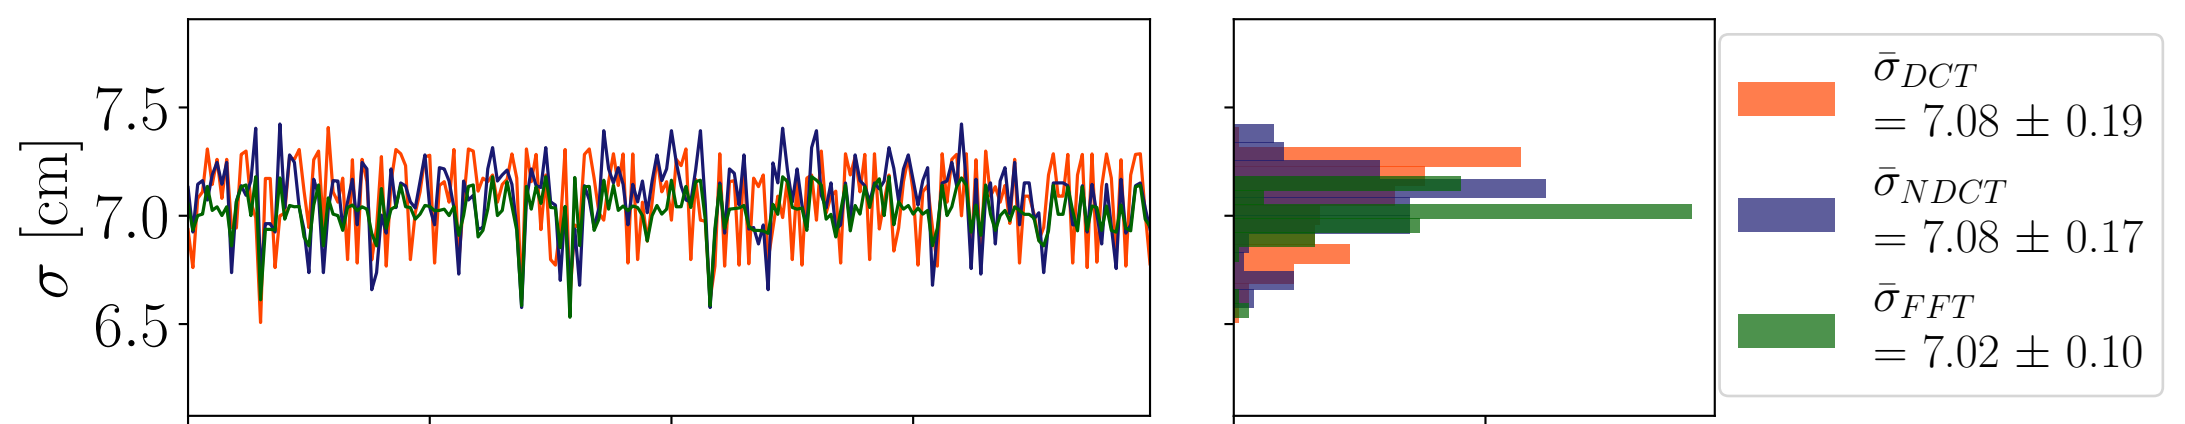 σ [cm]
7.5
7.0
6.5
σ̄_DCT
= 7.08 ± 0.19
σ̄_NDCT
= 7.08 ± 0.17
σ̄_FFT
= 7.02 ± 0.10